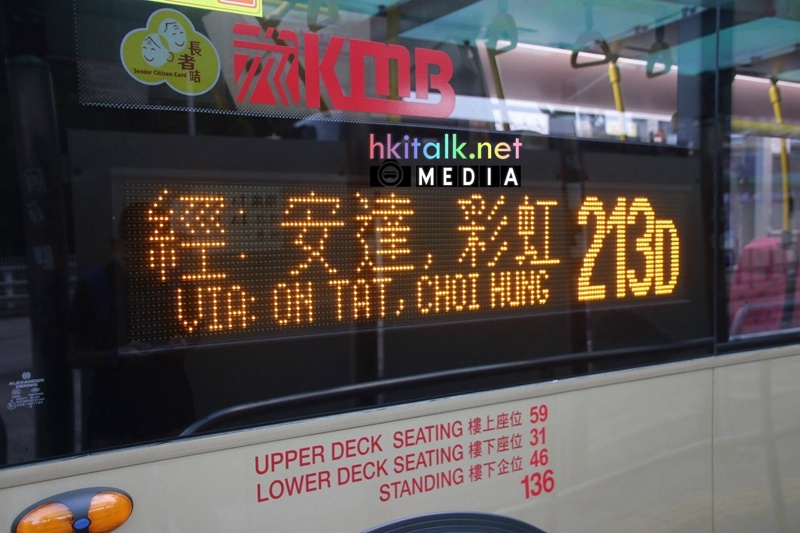 長者咭
Senior Citizen Card
KMB
hkitalk.net
MEDIA
經: 安達, 彩虹 213D
VIA: ON TAT, CHOI HUNG
ALEXANDER
DENNIS
UPPER DECK SEATING 樓上座位 59
LOWER DECK SEATING 樓下座位 31
STANDING 樓下企位 46
136